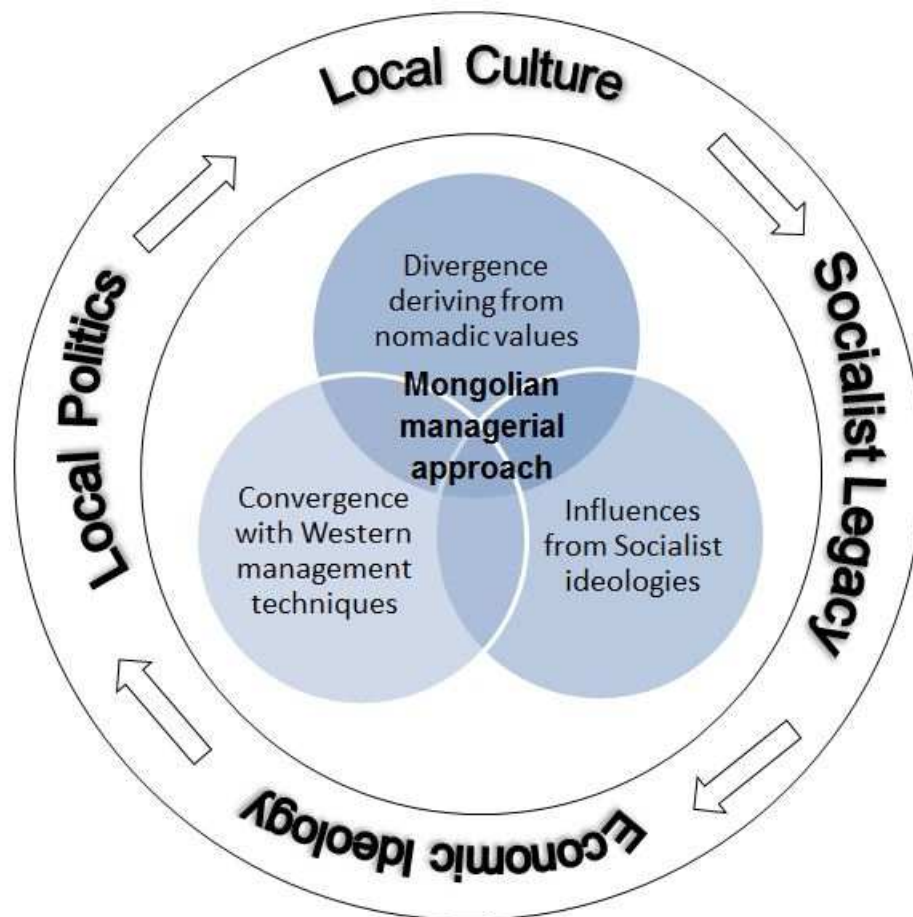 Local Culture
Socialist Legacy
Economic Ideology
Local Politics
Divergence
deriving from
nomadic values
Mongolian
managerial
approach
Convergence
with Western
management
techniques
Influences
from Socialist
ideologies